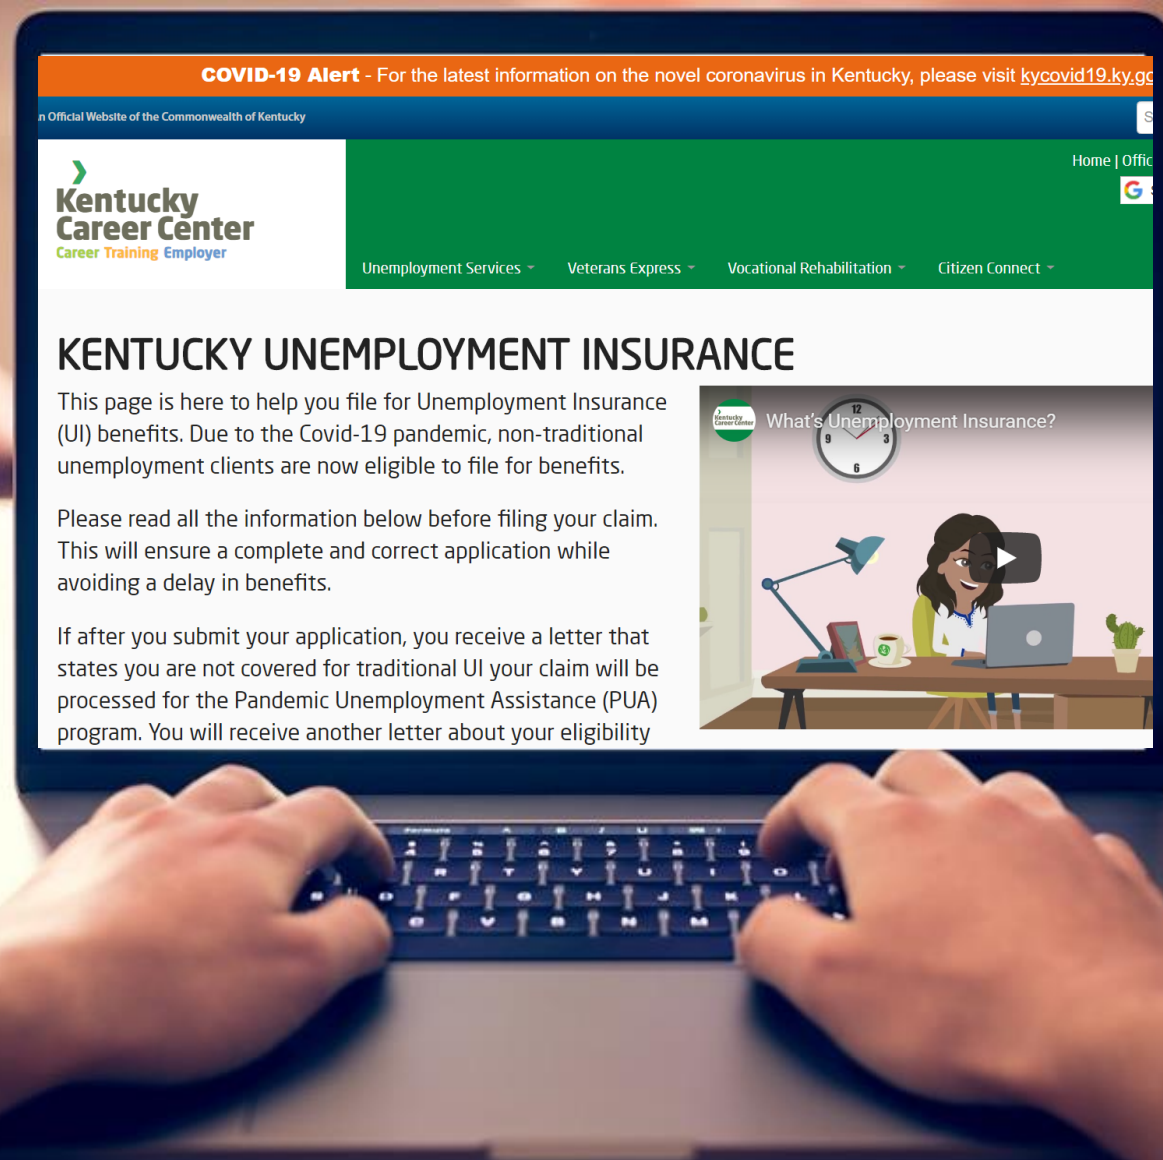 COVID-19 Alert - For the latest information on the novel coronavirus in Kentucky, please visit kycovid19.ky.go
n Official Website of the Commonwealth of Kentucky
S
Home | Offic
G
Kentucky
Career Center
Career Training Employer
Unemployment Services Veterans Express Vocational Rehabilitation Citizen Connect
KENTUCKY UNEMPLOYMENT INSURANCE
This page is here to help you file for Unemployment Insurance
(UI) benefits. Due to the Covid-19 pandemic, non-traditional
unemployment clients are now eligible to file for benefits.
Please read all the information below before filing your claim.
This will ensure a complete and correct application while
avoiding a delay in benefits.
If after you submit your application, you receive a letter that
states you are not covered for traditional UI your claim will be
processed for the Pandemic Unemployment Assistance (PUA)
program. You will receive another letter about your eligibility
Kentucky
Career Center
What's Unemployment Insurance?
12
9 3
6
R T Y U I O
D F G H J K L
C V B N M